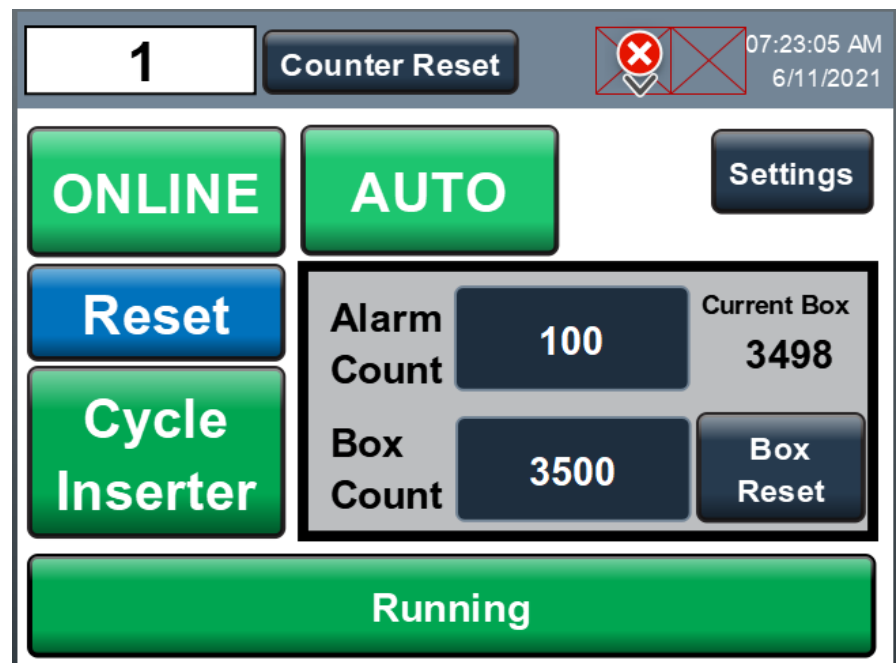 1
Counter Reset
07:23:05 AM
6/11/2021
ONLINE
AUTO
Settings
Reset
Alarm
Count
100
Current Box
3498
Cycle
Inserter
Box
Count
3500
Box
Reset
Running